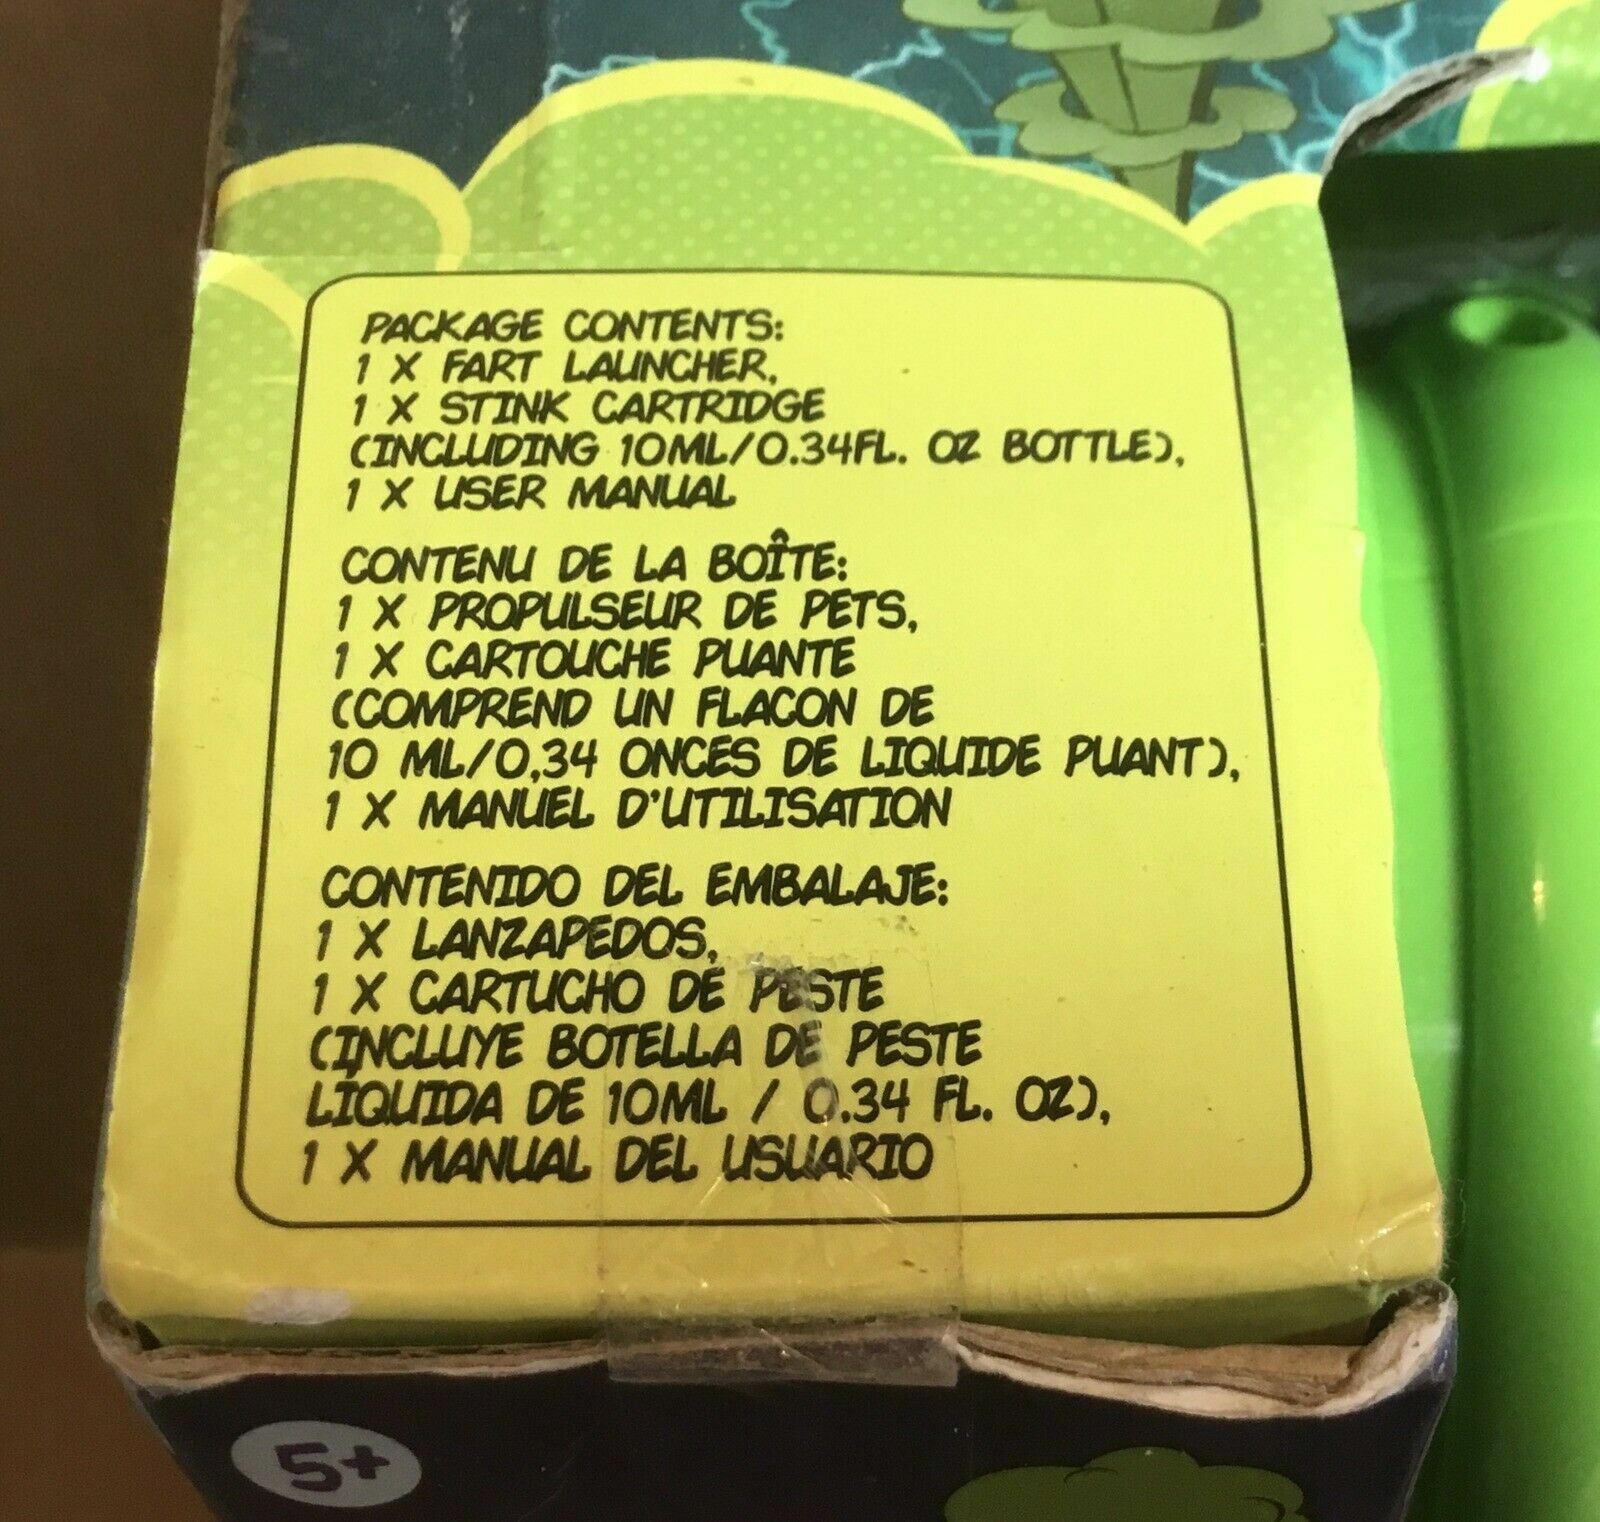 PACKAGE CONTENTS:
1 X FART LAUNCHER,
1 X STINK CARTRIDGE
(INCLUDING 10ML/0.34FL. OZ BOTTLE),
1 X USER MANUAL
CONTENU DE LA BOÎTE:
1 X PROPULSEUR DE PETS,
1 X CARTOUCHE PUANTE
(COMPREND UN FLACON DE
10 ML/0,34 ONCES DE LIQUIDE PUANT),
1 X MANUEL D'UTILISATION
CONTENIDO DEL EMBALAJE:
1 X LANZAPEDOS,
1 X CARTUCHO DE PESTE
(INCLUYE BOTELLA DE PESTE
LÍQUIDA DE 10ML / 0.34 FL. OZ),
1 X MANUAL DEL USUARIO
5+